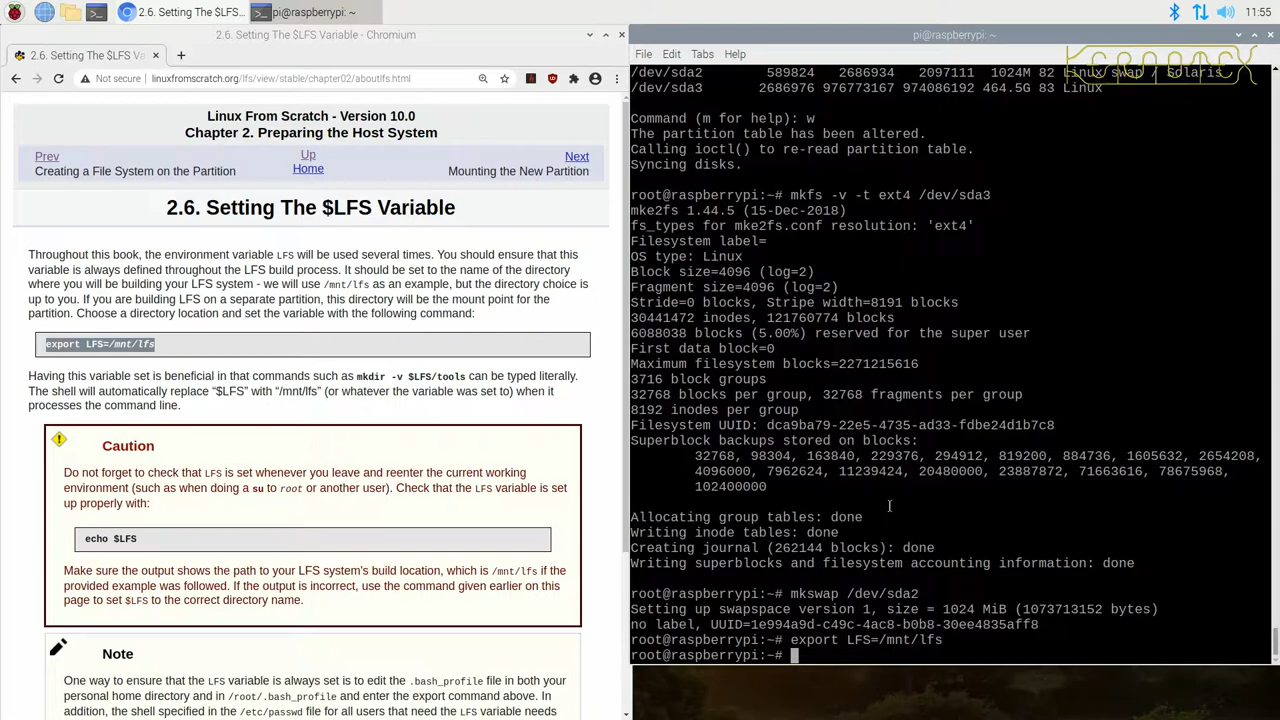 2.6. Setting The $LFS...
pi@raspberrypi: ~
11:55
2.6. Setting The $LFS Variable - Chromium
2.6. Setting The $LFS Va
Not secure
linuxfromscratch.org/lfs/view/stable/chapter02/aboutlfs.html
Linux From Scratch - Version 10.0
Chapter 2. Preparing the Host System
Prev
Up
Next
Creating a File System on the Partition
Home
Mounting the New Partition
2.6. Setting The $LFS Variable
Throughout this book, the environment variable LFS will be used several times. You should ensure that this
variable is always defined throughout the LFS build process. It should be set to the name of the directory
where you will be building your LFS system - we will use /mnt/lfs as an example, but the directory choice is
up to you. If you are building LFS on a separate partition, this directory will be the mount point for the
partition. Choose a directory location and set the variable with the following command:
export LFS=/mnt/lfs
Having this variable set is beneficial in that commands such as mkdir -v $LFS/tools can be typed literally.
The shell will automatically replace “$LFS” with “/mnt/lfs” (or whatever the variable was set to) when it
processes the command line.
Caution
Do not forget to check that LFS is set whenever you leave and reenter the current working
environment (such as when doing a su to root or another user). Check that the LFS variable is set
up properly with:
echo $LFS
Make sure the output shows the path to your LFS system's build location, which is /mnt/lfs if the
provided example was followed. If the output is incorrect, use the command given earlier on this
page to set $LFS to the correct directory name.
Note
One way to ensure that the LFS variable is always set is to edit the .bash_profile file in both your
personal home directory and in /root/.bash_profile and enter the export command above. In
addition, the shell specified in the /etc/passwd file for all users that need the LFS variable needs
pi@raspberrypi: ~
File Edit Tabs Help
/dev/sda2 589824 2686934 2097111 1024M 82 Linux swap / Solaris
/dev/sda3 2686976 976773167 974086192 464.5G 83 Linux
Command (m for help): w
The partition table has been altered.
Calling ioctl() to re-read partition table.
Syncing disks.
root@raspberrypi:~# mkfs -v -t ext4 /dev/sda3
mke2fs 1.44.5 (15-Dec-2018)
fs_types for mke2fs.conf resolution: 'ext4'
Filesystem label=
OS type: Linux
Block size=4096 (log=2)
Fragment size=4096 (log=2)
Stride=0 blocks, Stripe width=8191 blocks
30441472 inodes, 121760774 blocks
6088038 blocks (5.00%) reserved for the super user
First data block=0
Maximum filesystem blocks=2271215616
3716 block groups
32768 blocks per group, 32768 fragments per group
8192 inodes per group
Filesystem UUID: dca9ba79-22e5-4735-ad33-fdbe24d1b7c8
Superblock backups stored on blocks:
32768, 98304, 163840, 229376, 294912, 819200, 884736, 1605632, 2654208,
4096000, 7962624, 11239424, 20480000, 23887872, 71663616, 78675968,
102400000
Allocating group tables: done
Writing inode tables: done
Creating journal (262144 blocks): done
Writing superblocks and filesystem accounting information: done
root@raspberrypi:~# mkswap /dev/sda2
Setting up swapspace version 1, size = 1024 MiB (1073713152 bytes)
no label, UUID=1e994a9d-c49c-4ac8-b0b8-30ee4835aff8
root@raspberrypi:~# export LFS=/mnt/lfs
root@raspberrypi:~#